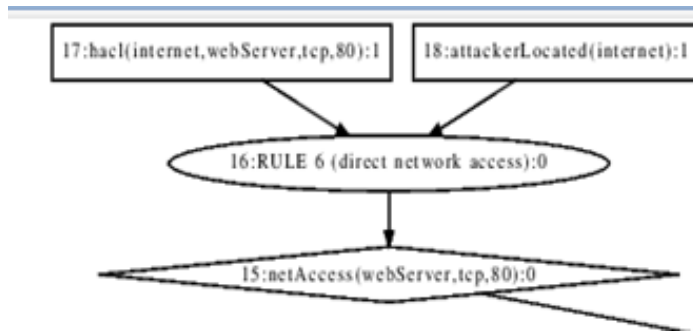 17:hacl(internet,webServer,tcp,80):1
18:attackerLocated(internet):1
16:RULE 6 (direct network access):0
15:netAccess(webServer,tcp,80):0